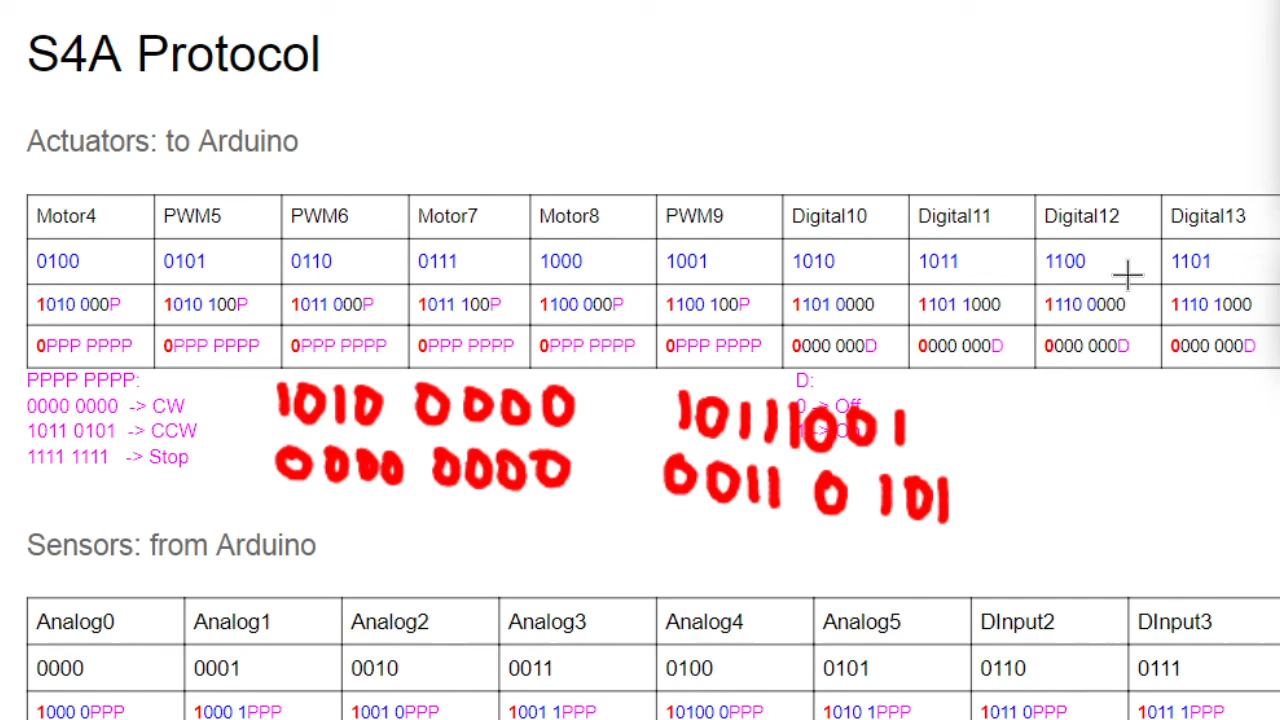 S4A Protocol
Actuators: to Arduino
Motor4 PWM5 PWM6 Motor7 Motor8 PWM9 Digital10 Digital11 Digital12 Digital13
0100 0101 0110 0111 1000 1001 1010 1011 1100 1101
1010 000P 1010 100P 1011 000P 1011 100P 1100 000P 1100 100P 1101 0000 1101 1000 1110 0000 1110 1000
0PPP PPPP 0PPP PPPP 0PPP PPPP 0PPP PPPP 0PPP PPPP 0PPP PPPP 0000 000D 0000 000D 0000 000D 0000 000D
PPPP PPPP:
0000 0000 -> CW
1011 0101 -> CCW
1111 1111 -> Stop
1010 0000
0000 0000
D:
0 -> Off
1 -> On
10111001
0011 0 101
Sensors: from Arduino
Analog0 Analog1 Analog2 Analog3 Analog4 Analog5 DInput2 DInput3
0000 0001 0010 0011 0100 0101 0110 0111
1000 0PPP 1000 1PPP 1001 0PPP 1001 1PPP 10100 0PPP 1010 1PPP 1011 0PPP 1011 1PPP